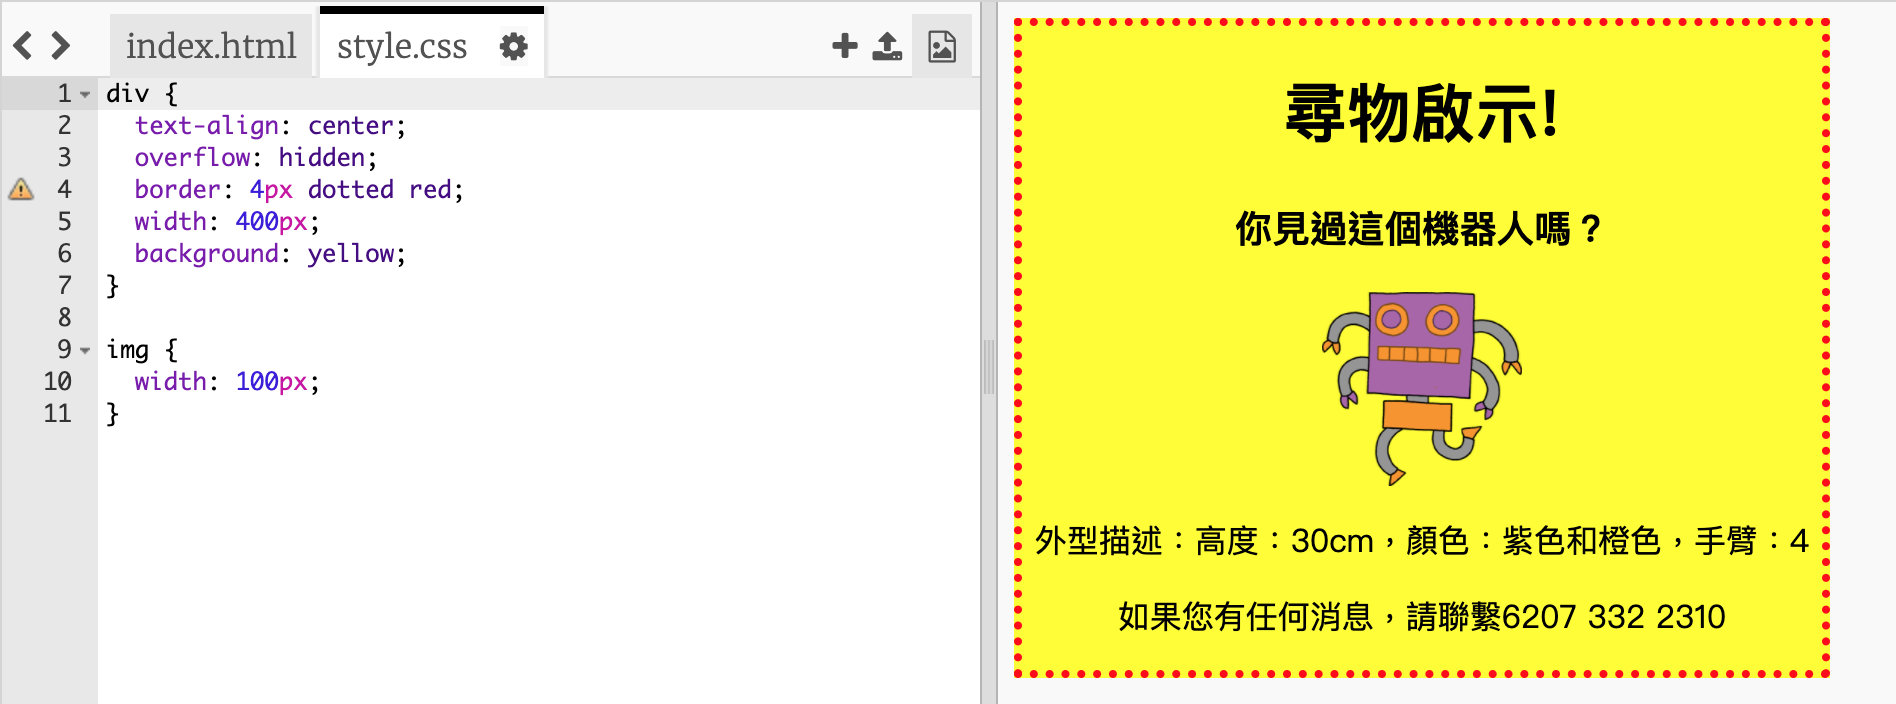 index.html
style.css
1 div {
2 text-align: center;
3 overflow: hidden;
4 border: 4px dotted red;
5 width: 400px;
6 background: yellow;
7 }
8
9 img {
10 width: 100px;
11 }
尋物啟示!
你見過這個機器人嗎？
外型描述：高度：30cm，顏色：紫色和橙色，手臂：4
如果您有任何消息，請聯繫6207 332 2310